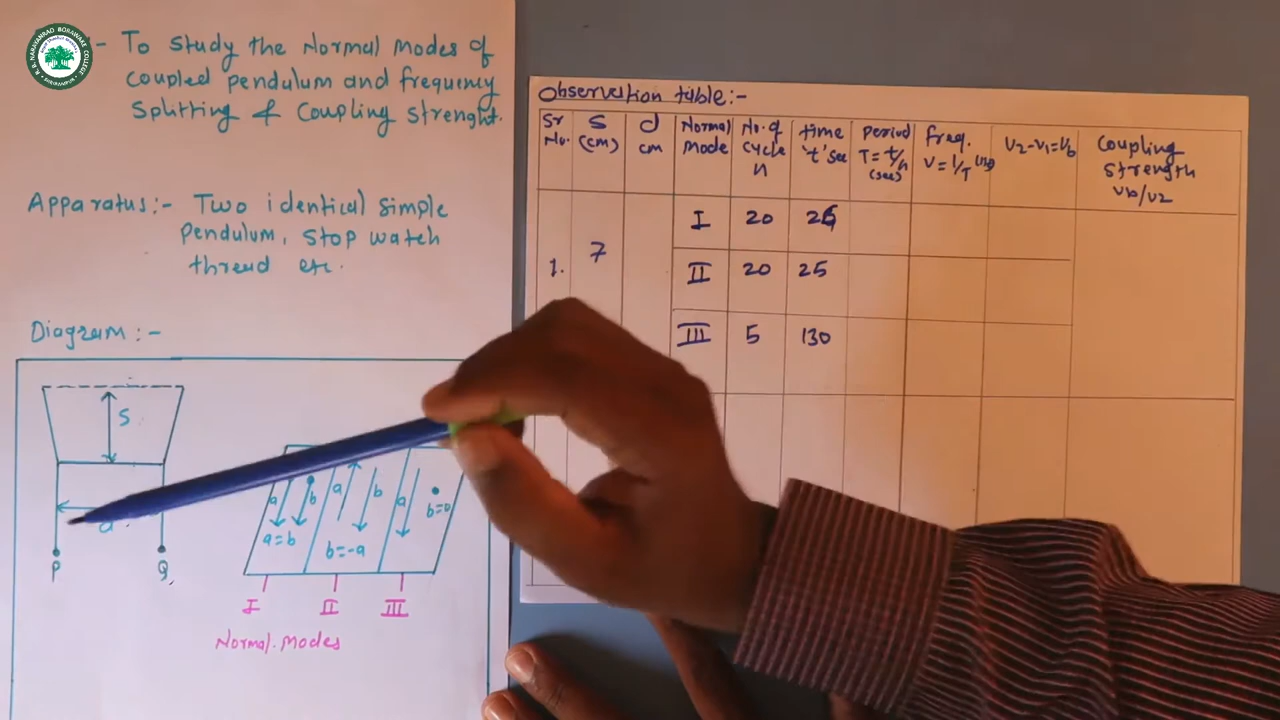 - To study the Normal modes of
coupled pendulum and frequency
splitting & coupling strenght.
Apparatus:- Two identical simple
pendulum, stop watch
thread etc.
Diagram:-
S
d
P
Q
a
b
a=b
a
b
b=-a
a
b=0
I
II
III
Normal. modes
Observation table:-
Sr No.
S (cm)
d cm
Normal mode
No. of cycle n
time 't' sec
Period T=t/n (sec)
freq. ν=1/T (Hz)
ν2-ν1=νb
Coupling strength νb/ν2
1.
7
I 20
II 20 25
III 5 130